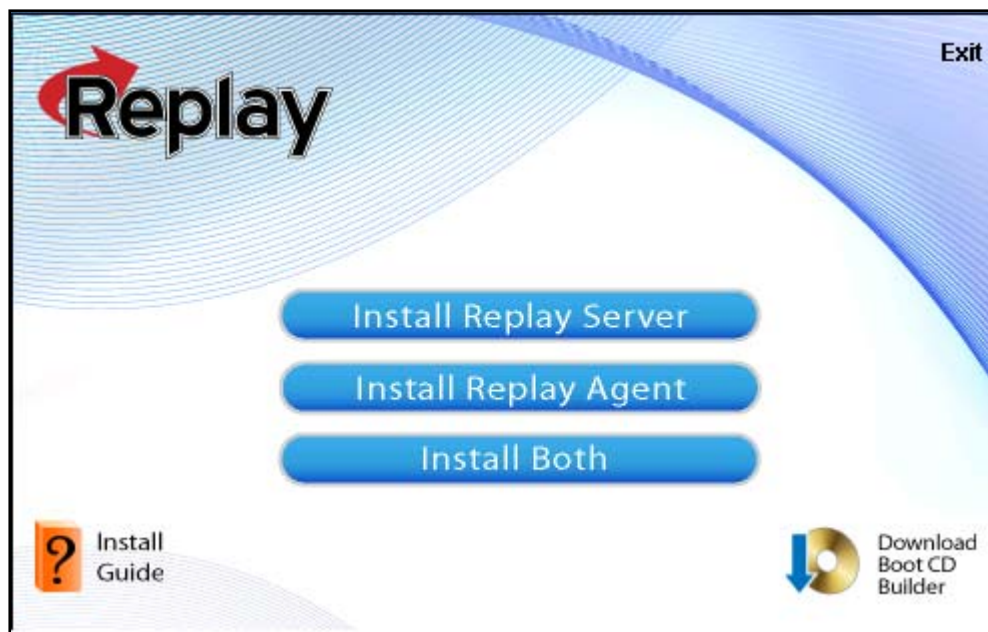 Exit
Replay
Install Replay Server
Install Replay Agent
Install Both
Install
Guide
Download
Boot CD
Builder